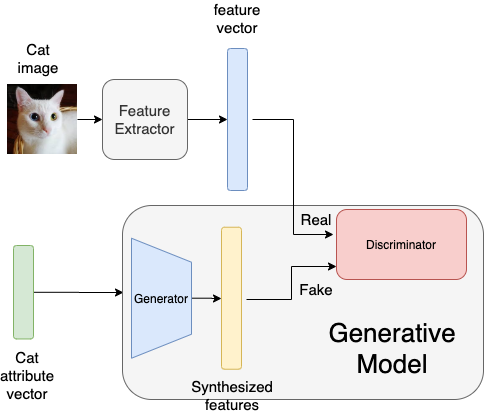 feature
vector
Cat
image
Feature
Extractor
Real
Discriminator
Generator
Fake
Generative
Model
Cat
attribute
vector
Synthesized
features